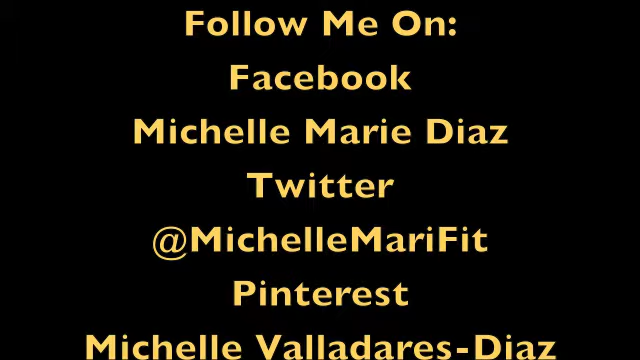 Follow Me On:
Facebook
Michelle Marie Diaz
Twitter
@MichelleMariFit
Pinterest
Michelle Valladares-Diaz